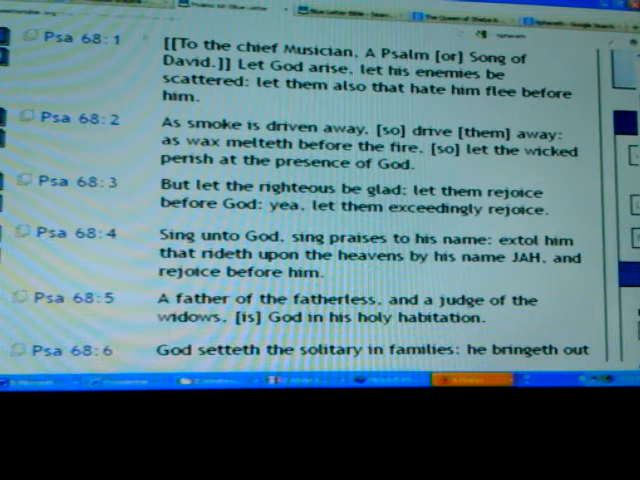 Psa 68:1
[[To the chief Musician, A Psalm [or] Song of
David.]] Let God arise, let his enemies be
scattered: let them also that hate him flee before
him.
Psa 68:2
As smoke is driven away, [so] drive [them] away:
as wax melteth before the fire, [so] let the wicked
perish at the presence of God.
Psa 68:3
But let the righteous be glad; let them rejoice
before God: yea, let them exceedingly rejoice.
Psa 68:4
Sing unto God, sing praises to his name: extol him
that rideth upon the heavens by his name JAH, and
rejoice before him.
Psa 68:5
A father of the fatherless, and a judge of the
widows, [is] God in his holy habitation.
Psa 68:6
God setteth the solitary in families: he bringeth out